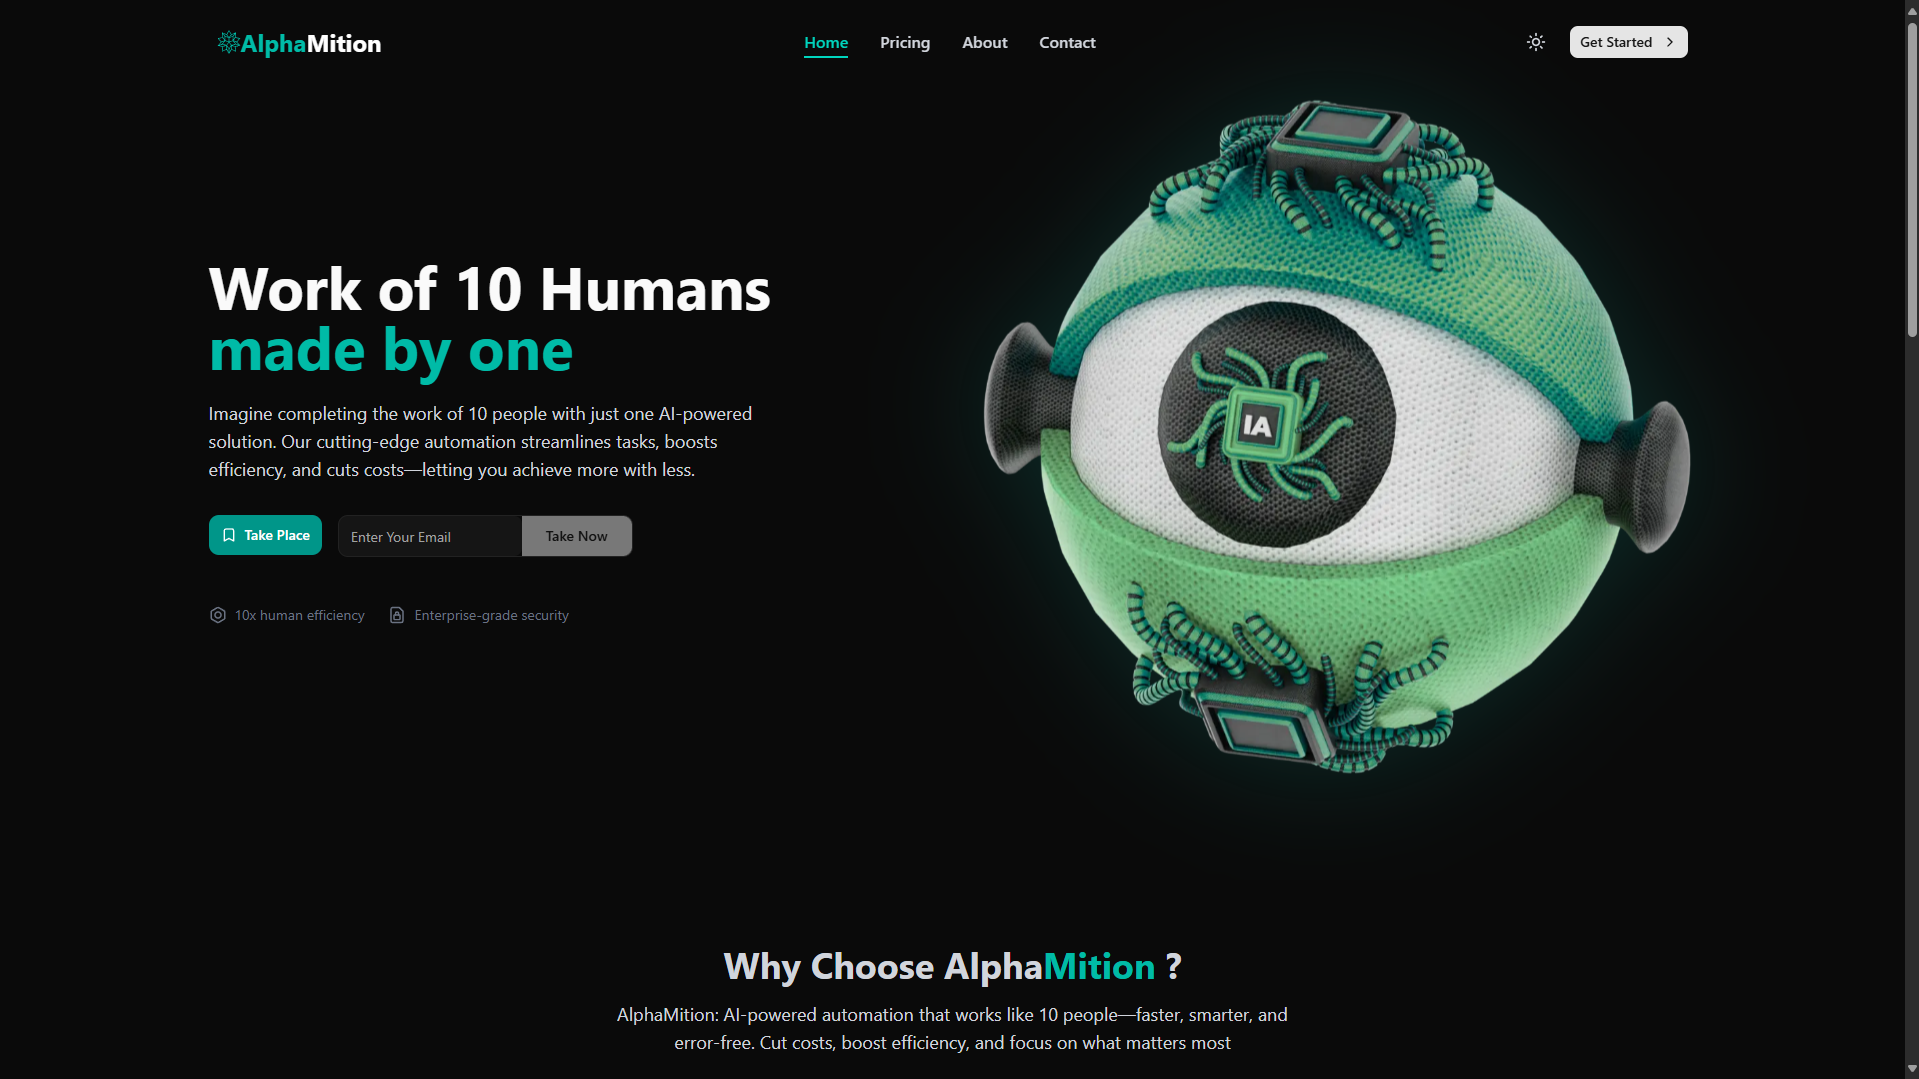 AlphaMition
Home
Pricing
About
Contact
Get Started
Work of 10 Humans
made by one
Imagine completing the work of 10 people with just one AI-powered
solution. Our cutting-edge automation streamlines tasks, boosts
efficiency, and cuts costs—letting you achieve more with less.
Take Place
Enter Your Email
Take Now
10x human efficiency
Enterprise-grade security
IA
Why Choose AlphaMition ?
AlphaMition: AI-powered automation that works like 10 people—faster, smarter, and
error-free. Cut costs, boost efficiency, and focus on what matters most